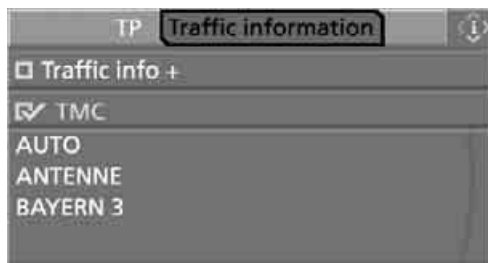 TP Traffic information i
Traffic info +
TMC
AUTO
ANTENNE
BAYERN 3